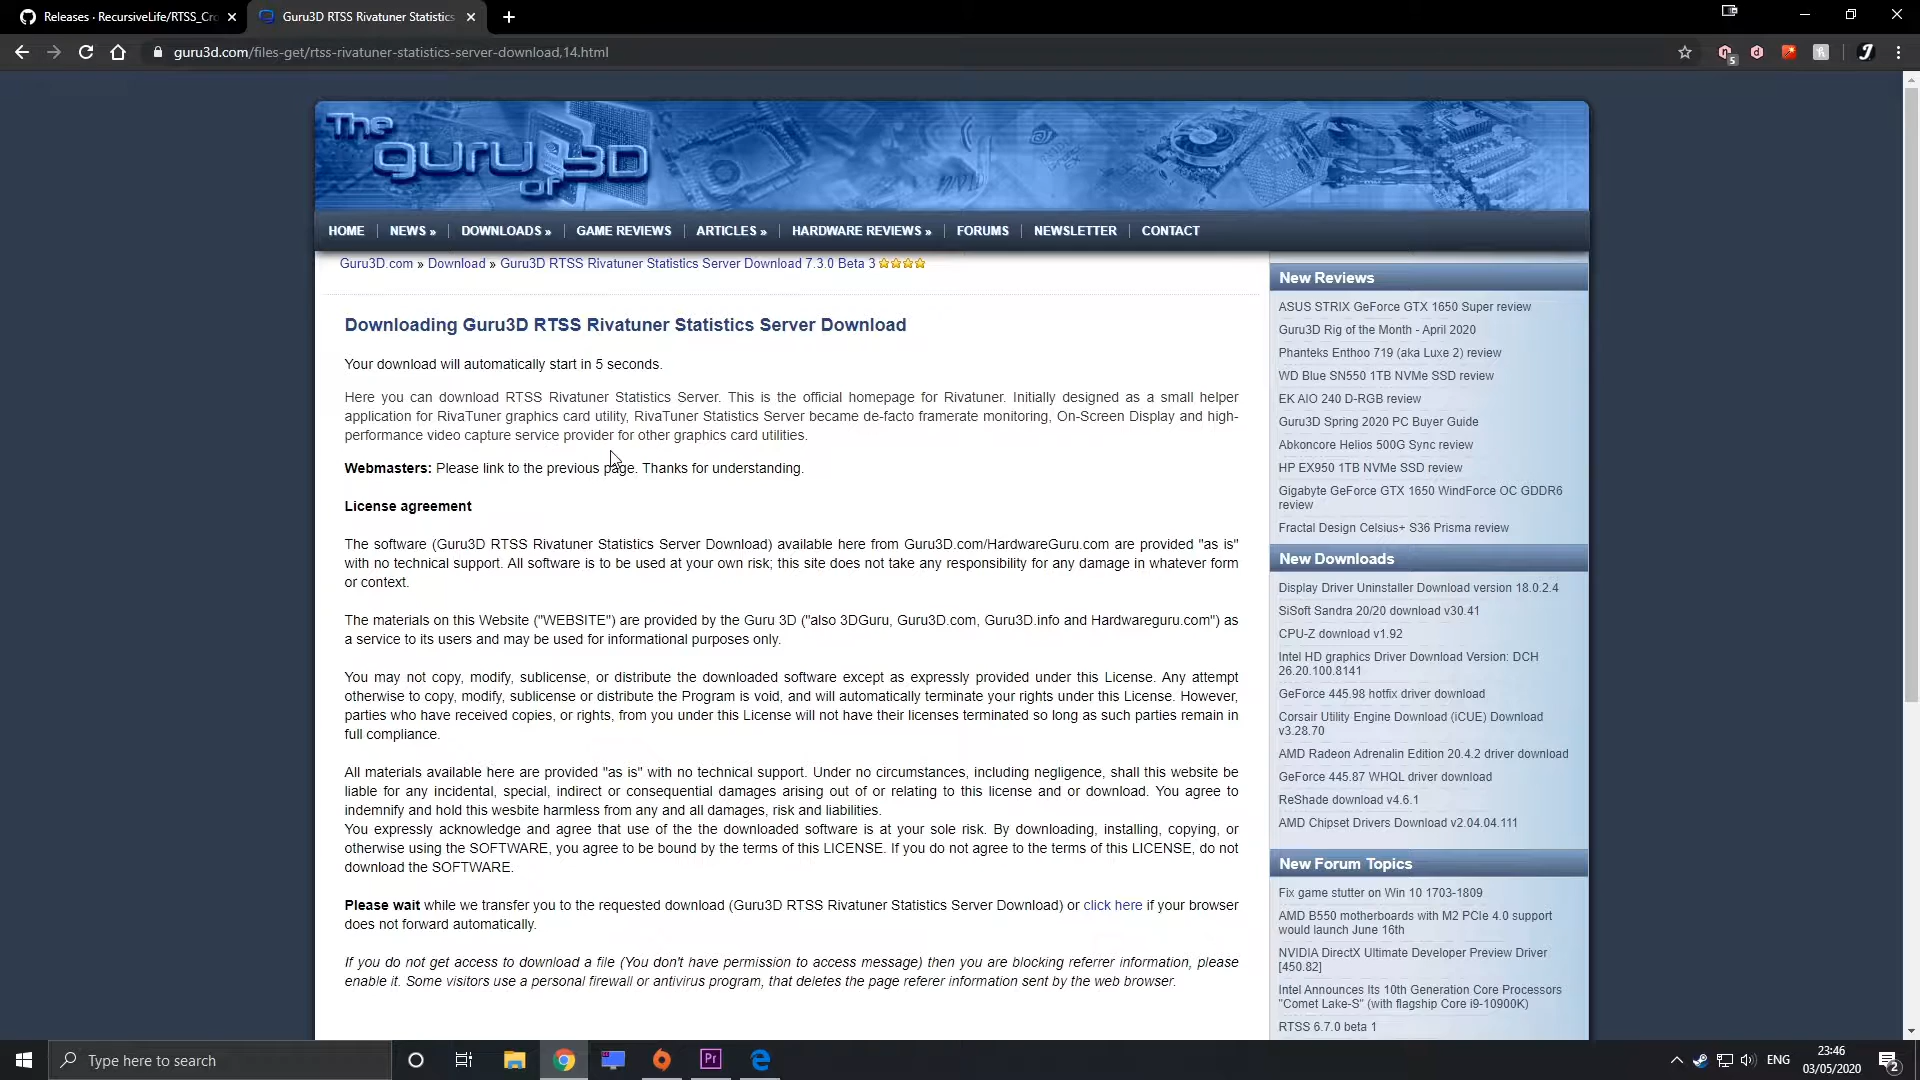 Releases · RecursiveLife/RTSS_Cro
Guru3D RTSS Rivatuner Statistics
guru3d.com/files-get/rtss-rivatuner-statistics-server-download,14.html
5
The guru of 3D
HOME
NEWS »
DOWNLOADS »
GAME REVIEWS
ARTICLES »
HARDWARE REVIEWS »
FORUMS
NEWSLETTER
CONTACT
Guru3D.com » Download » Guru3D RTSS Rivatuner Statistics Server Download 7.3.0 Beta 3
Downloading Guru3D RTSS Rivatuner Statistics Server Download
Your download will automatically start in 5 seconds.
Here you can download RTSS Rivatuner Statistics Server. This is the official homepage for Rivatuner. Initially designed as a small helper
application for RivaTuner graphics card utility, RivaTuner Statistics Server became de-facto framerate monitoring, On-Screen Display and high-
performance video capture service provider for other graphics card utilities.
Webmasters: Please link to the previous page. Thanks for understanding.
License agreement
The software (Guru3D RTSS Rivatuner Statistics Server Download) available here from Guru3D.com/HardwareGuru.com are provided "as is"
with no technical support. All software is to be used at your own risk; this site does not take any responsibility for any damage in whatever form
or context.
The materials on this Website ("WEBSITE") are provided by the Guru 3D ("also 3DGuru, Guru3D.com, Guru3D.info and Hardwareguru.com") as
a service to its users and may be used for informational purposes only.
You may not copy, modify, sublicense, or distribute the downloaded software except as expressly provided under this License. Any attempt
otherwise to copy, modify, sublicense or distribute the Program is void, and will automatically terminate your rights under this License. However,
parties who have received copies, or rights, from you under this License will not have their licenses terminated so long as such parties remain in
full compliance.
All materials available here are provided "as is" with no technical support. Under no circumstances, including negligence, shall this website be
liable for any incidental, special, indirect or consequential damages arising out of or relating to this license and or download. You agree to
indemnify and hold this wesbite harmless from any and all damages, risk and liabilities.
You expressly acknowledge and agree that use of the the downloaded software is at your sole risk. By downloading, installing, copying, or
otherwise using the SOFTWARE, you agree to be bound by the terms of this LICENSE. If you do not agree to the terms of this LICENSE, do not
download the SOFTWARE.
Please wait while we transfer you to the requested download (Guru3D RTSS Rivatuner Statistics Server Download) or click here if your browser
does not forward automatically.
If you do not get access to download a file (You don't have permission to access message) then you are blocking referrer information, please
enable it. Some visitors use a personal firewall or antivirus program, that deletes the page referer information sent by the web browser.
New Reviews
ASUS STRIX GeForce GTX 1650 Super review
Guru3D Rig of the Month - April 2020
Phanteks Enthoo 719 (aka Luxe 2) review
WD Blue SN550 1TB NVMe SSD review
EK AIO 240 D-RGB review
Guru3D Spring 2020 PC Buyer Guide
Abkoncore Helios 500G Sync review
HP EX950 1TB NVMe SSD review
Gigabyte GeForce GTX 1650 WindForce OC GDDR6
review
Fractal Design Celsius+ S36 Prisma review
New Downloads
Display Driver Uninstaller Download version 18.0.2.4
SiSoft Sandra 20/20 download v30.41
CPU-Z download v1.92
Intel HD graphics Driver Download Version: DCH
26.20.100.8141
GeForce 445.98 hotfix driver download
Corsair Utility Engine Download (iCUE) Download
v3.28.70
AMD Radeon Adrenalin Edition 20.4.2 driver download
GeForce 445.87 WHQL driver download
ReShade download v4.6.1
AMD Chipset Drivers Download v2.04.04.111
New Forum Topics
Fix game stutter on Win 10 1703-1809
AMD B550 motherboards with M2 PCIe 4.0 support
would launch June 16th
NVIDIA DirectX Ultimate Developer Preview Driver
[450.82]
Intel Announces Its 10th Generation Core Processors
"Comet Lake-S" (with flagship Core i9-10900K)
RTSS 6.7.0 beta 1
Type here to search
Pr
ENG
23:46
03/05/2020
2